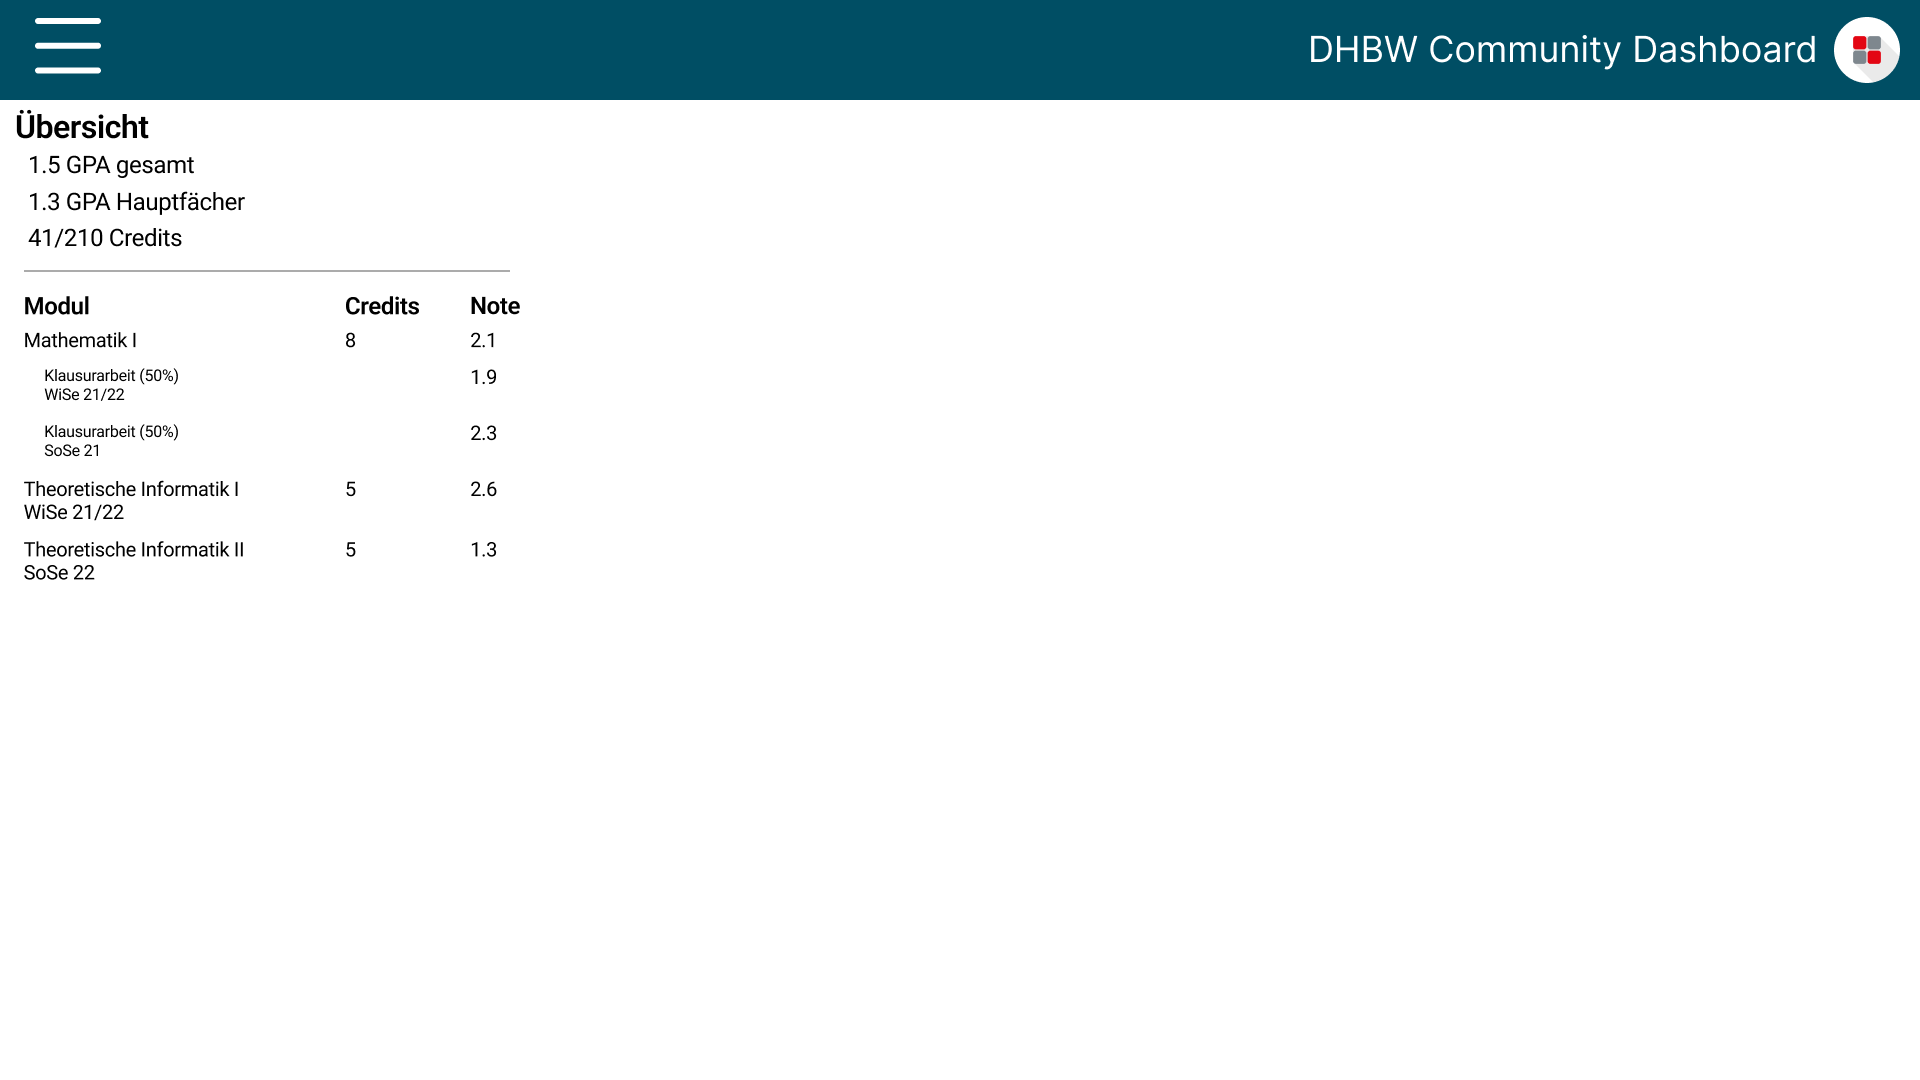 DHBW Community Dashboard
Übersicht
1.5 GPA gesamt
1.3 GPA Hauptfächer
41/210 Credits
Modul Credits Note
Mathematik I 8 2.1
Klausurarbeit (50%) 1.9
WiSe 21/22
Klausurarbeit (50%) 2.3
SoSe 21
Theoretische Informatik I 5 2.6
WiSe 21/22
Theoretische Informatik II 5 1.3
SoSe 22